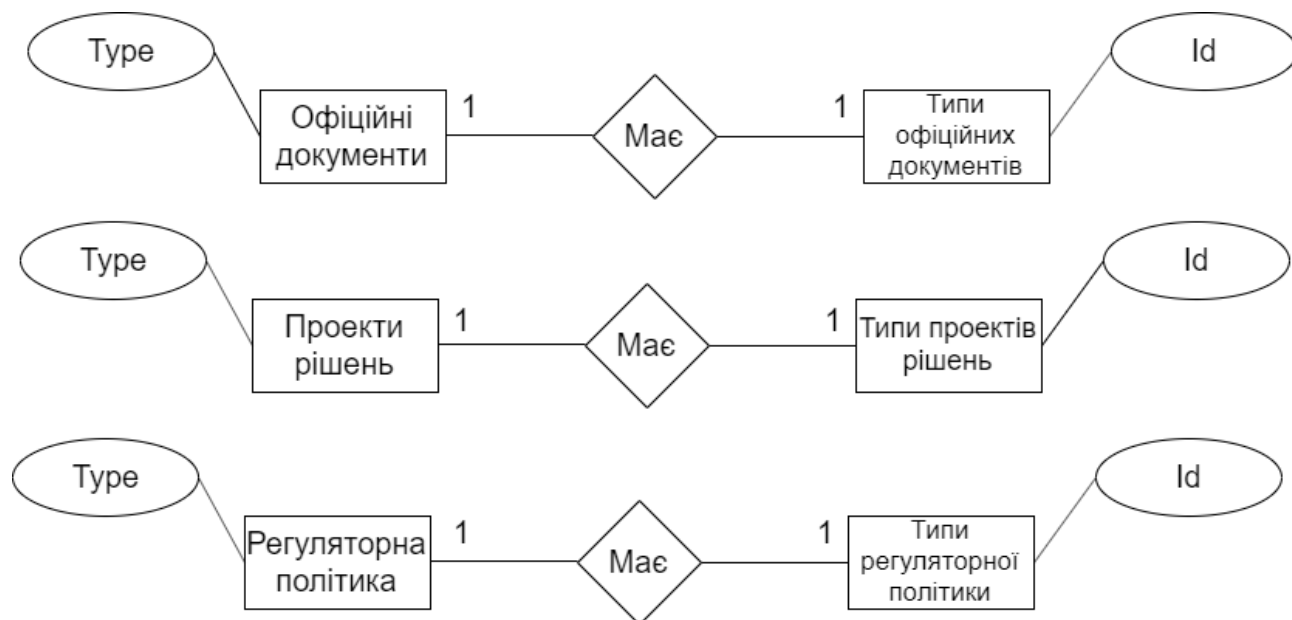 Type
Id
Офіційні
документи
1
Має
1
Типи
офіційних
документів
Type
Id
Проекти
рішень
1
Має
1
Типи проектів
рішень
Type
Id
Регуляторна
політика
1
Має
1
Типи
регуляторної
політики